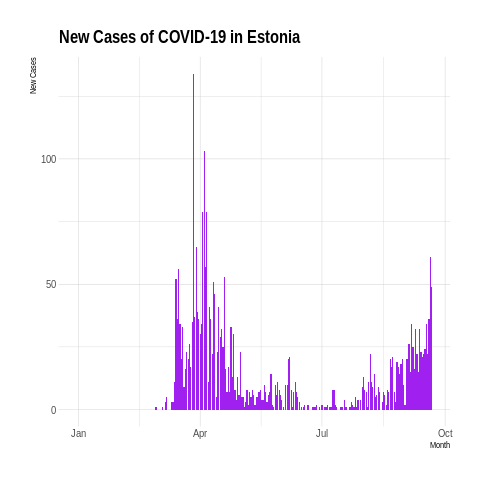 New Cases of COVID-19 in Estonia
New Cases
100
50
0
Jan Apr Jul Oct
Month